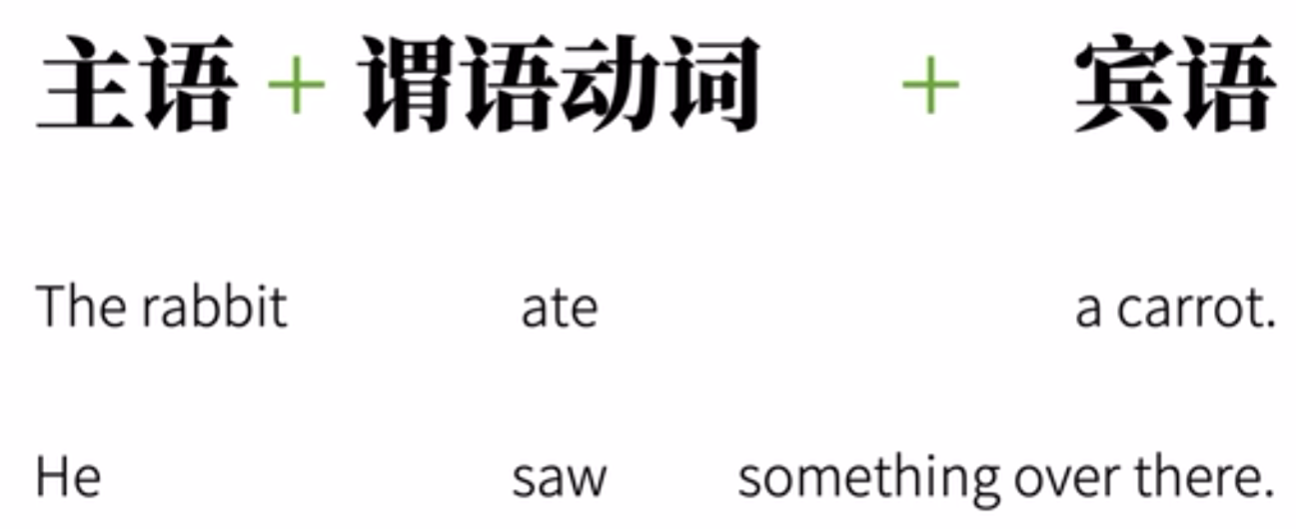 主语 + 谓语动词 + 宾语
The rabbit ate a carrot.
He saw something over there.